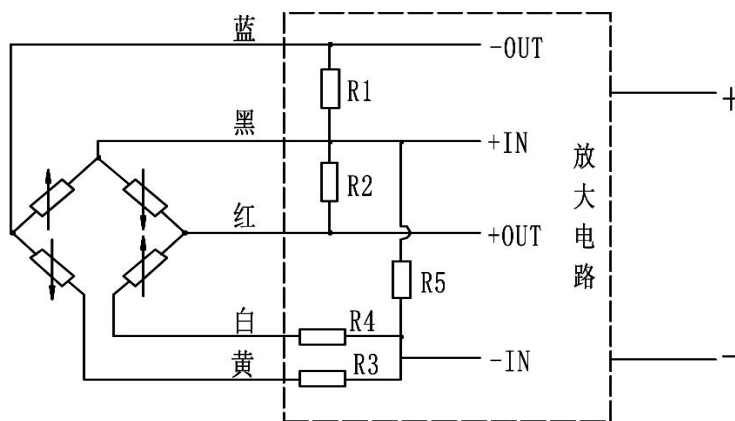 蓝
-OUT
R1
黑
+IN
R2
红
+OUT
R5
白
R4
黄
R3
-IN
放大电路
+
-